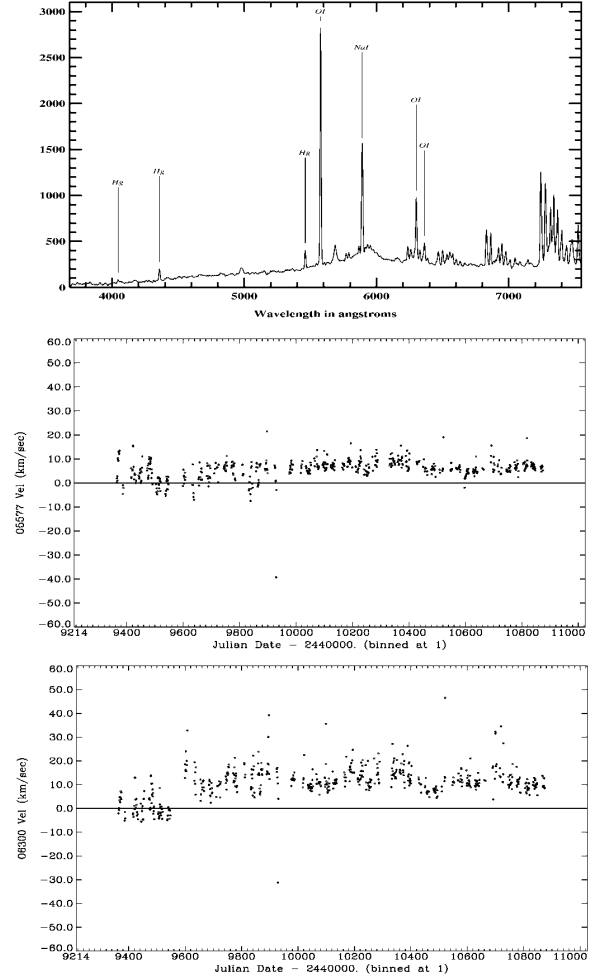 3000
2500
2000
1500
1000
500
0
OI
NaI
OI
OI
Hg
Hg
Hg
4000 5000 6000 7000
Wavelength in angstroms
60.0
50.0
40.0
30.0
20.0
10.0
0.0
−10.0
−20.0
−30.0
−40.0
−50.0
−60.0
O5577 Vel (km/sec)
9214 9400 9600 9800 10000 10200 10400 10600 10800 11000
Julian Date − 2440000. (binned at 1)
60.0
50.0
40.0
30.0
20.0
10.0
0.0
−10.0
−20.0
−30.0
−40.0
−50.0
−60.0
O6300 Vel (km/sec)
9214 9400 9600 9800 10000 10200 10400 10600 10800 11000
Julian Date − 2440000. (binned at 1)